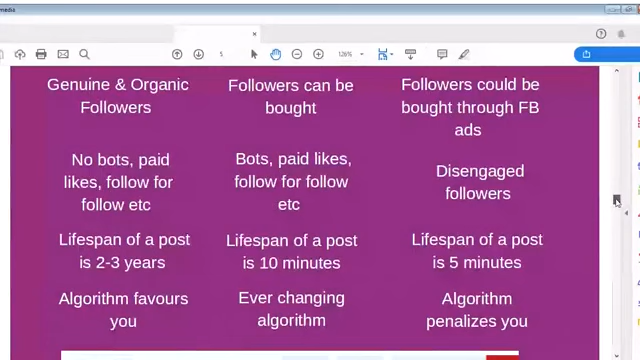 media
5
126%
Genuine & Organic
Followers
Followers can be
bought
Followers could be
bought through FB
ads
No bots, paid
likes, follow for
follow etc
Bots, paid likes,
follow for follow
etc
Disengaged
followers
Lifespan of a post
is 2-3 years
Lifespan of a post
is 10 minutes
Lifespan of a post
is 5 minutes
Algorithm favours
you
Ever changing
algorithm
Algorithm
penalizes you